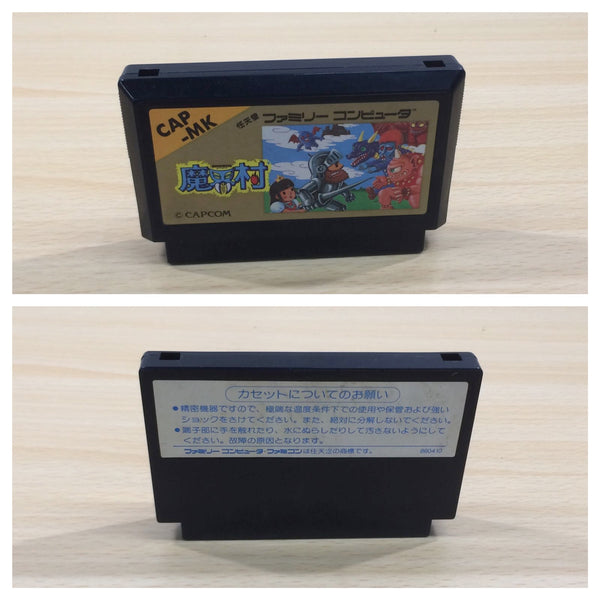 CAP
-MK
任天堂 ファミリー コンピュータ™
魔界村
© CAPCOM
カセットについてのお願い
●精密機器ですので、極端な温度条件下での使用や保管および強い
ショックをさけてください。また、絶対に分解しないでください。
●端子部に手を触れたり、水にぬらしたりして汚さないようにして
ください。故障の原因となります。
ファミリー コンピュータ・ファミコンは任天堂の商標です。